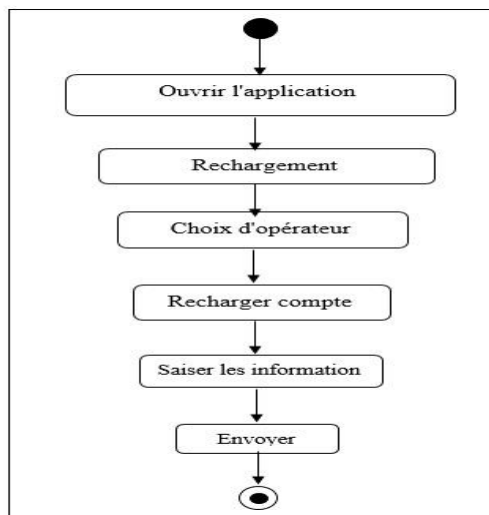 Ouvrir l'application
Rechargement
Choix d'opérateur
Recharger compte
Saiser les information
Envoyer